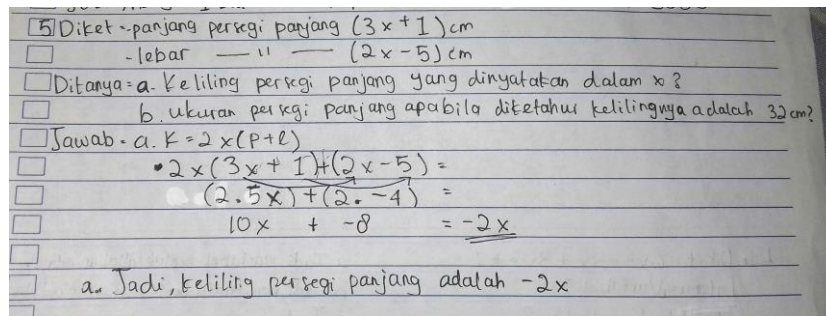 5 Diket - panjang persegi panjang (3x+1) cm
- lebar — 11 — (2x-5) cm
Ditanya = a. Keliling persegi panjang yang dinyatakan dalam x?
b. ukuran persegi panjang apabila diketahui kelilingnya adalah 32 cm?
Jawab = a. K = 2 x (P+l)
• 2 x (3x + 1) + (2x - 5) =
(2.5x) + (2. -4) =
10x + -8 = -2x
a. Jadi, keliling persegi panjang adalah -2x